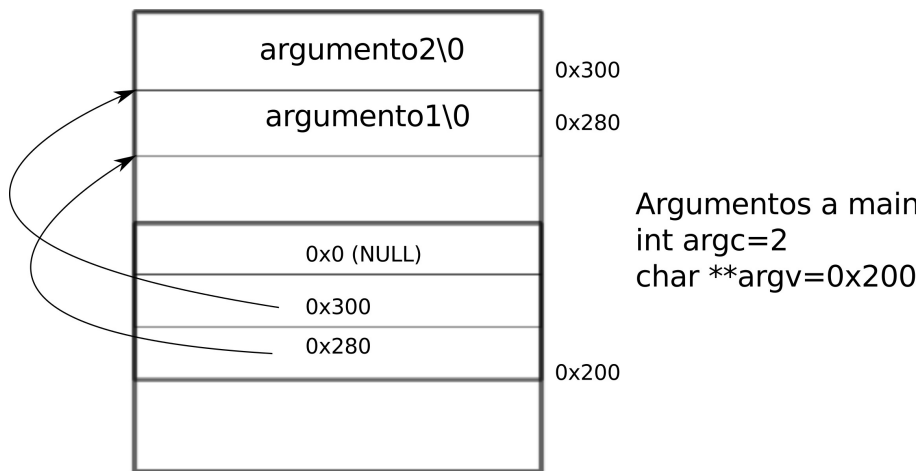 argumento2\0
0x300
argumento1\0
0x280
Argumentos a main
int argc=2
char **argv=0x200
0x0 (NULL)
0x300
0x280
0x200